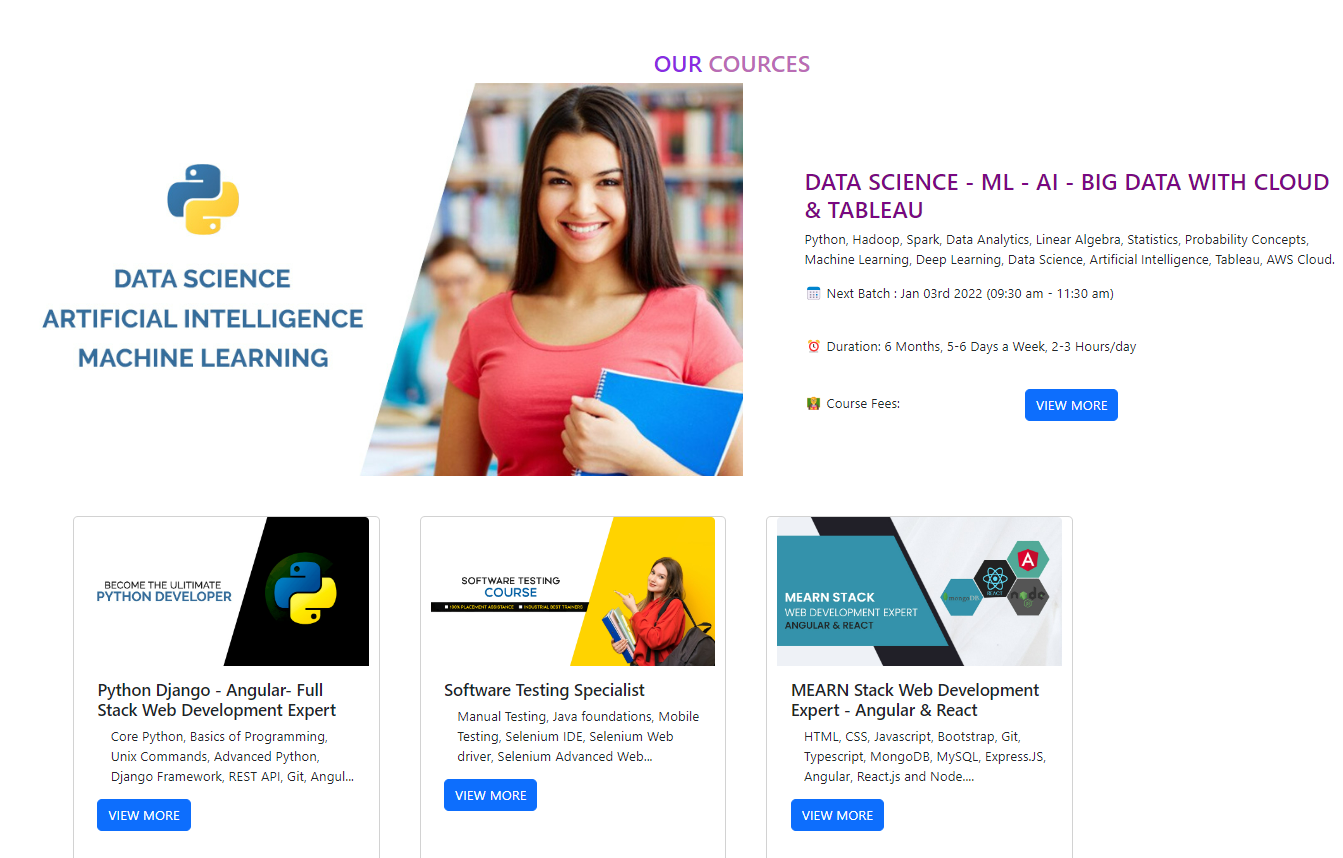 OUR COURCES
DATA SCIENCE
ARTIFICIAL INTELLIGENCE
MACHINE LEARNING
DATA SCIENCE - ML - AI - BIG DATA WITH CLOUD
& TABLEAU
Python, Hadoop, Spark, Data Analytics, Linear Algebra, Statistics, Probability Concepts,
Machine Learning, Deep Learning, Data Science, Artificial Intelligence, Tableau, AWS Cloud.
Next Batch : Jan 03rd 2022 (09:30 am - 11:30 am)
Duration: 6 Months, 5-6 Days a Week, 2-3 Hours/day
Course Fees:
VIEW MORE
BECOME THE ULITIMATE
PYTHON DEVELOPER
Python Django - Angular- Full
Stack Web Development Expert
Core Python, Basics of Programming,
Unix Commands, Advanced Python,
Django Framework, REST API, Git, Angul...
VIEW MORE
SOFTWARE TESTING
COURSE
100% PLACEMENT ASSISTANCE INDUSTRIAL BEST TRAINERS
Software Testing Specialist
Manual Testing, Java foundations, Mobile
Testing, Selenium IDE, Selenium Web
driver, Selenium Advanced Web...
VIEW MORE
MEARN STACK
WEB DEVELOPMENT EXPERT
ANGULAR & REACT
A
REACT
mongoDB
node
MEARN Stack Web Development
Expert - Angular & React
HTML, CSS, Javascript, Bootstrap, Git,
Typescript, MongoDB, MySQL, Express.JS,
Angular, React.js and Node....
VIEW MORE